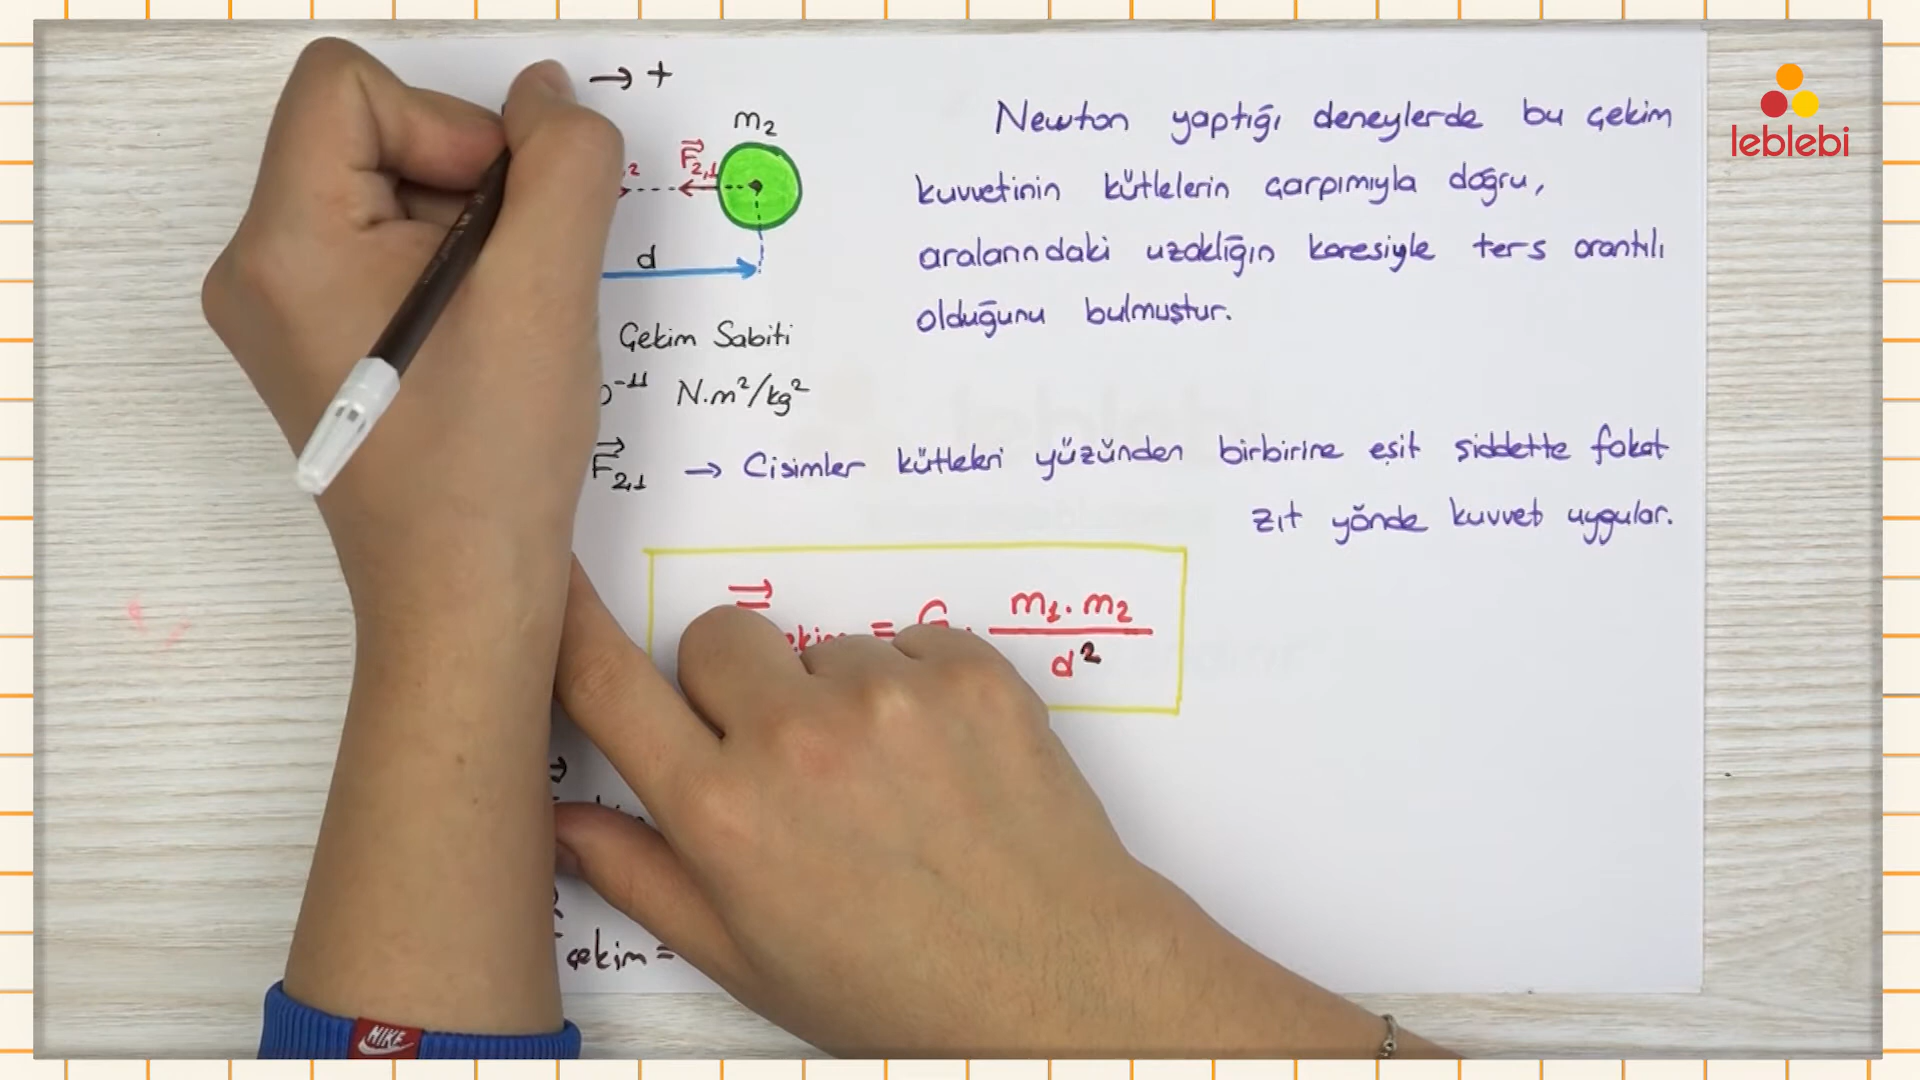 → +
m₂
F⃗2,1
d
Çekim Sabiti
N.m²/kg²
F⃗2,1 → Cisimler kütleleri yüzünden birbirine eşit şiddette fakat
zıt yönde kuvvet uygular.
Newton yaptığı deneylerde bu çekim
kuvvetinin kütlelerin çarpımıyla doğru,
aralarındaki uzaklığın karesiyle ters orantılı
olduğunu bulmuştur.
= G . m₁ . m₂
d²
çekim =
leblebi
NIKE